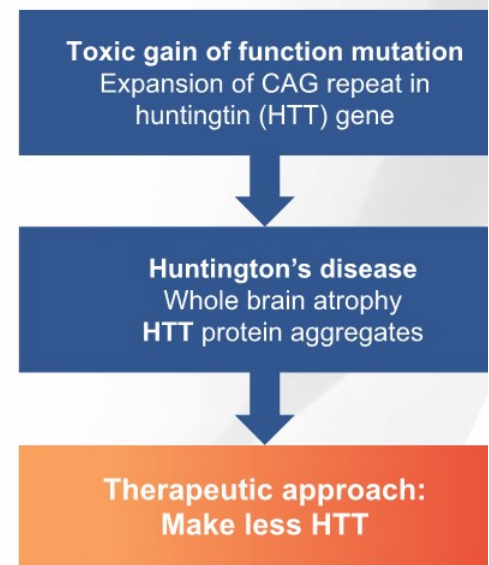 Toxic gain of function mutation
Expansion of CAG repeat in
huntingtin (HTT) gene
Huntington’s disease
Whole brain atrophy
HTT protein aggregates
Therapeutic approach:
Make less HTT